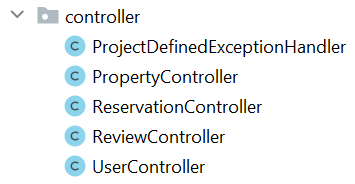 controller
C ProjectDefinedExceptionHandler
C PropertyController
C ReservationController
C ReviewController
C UserController